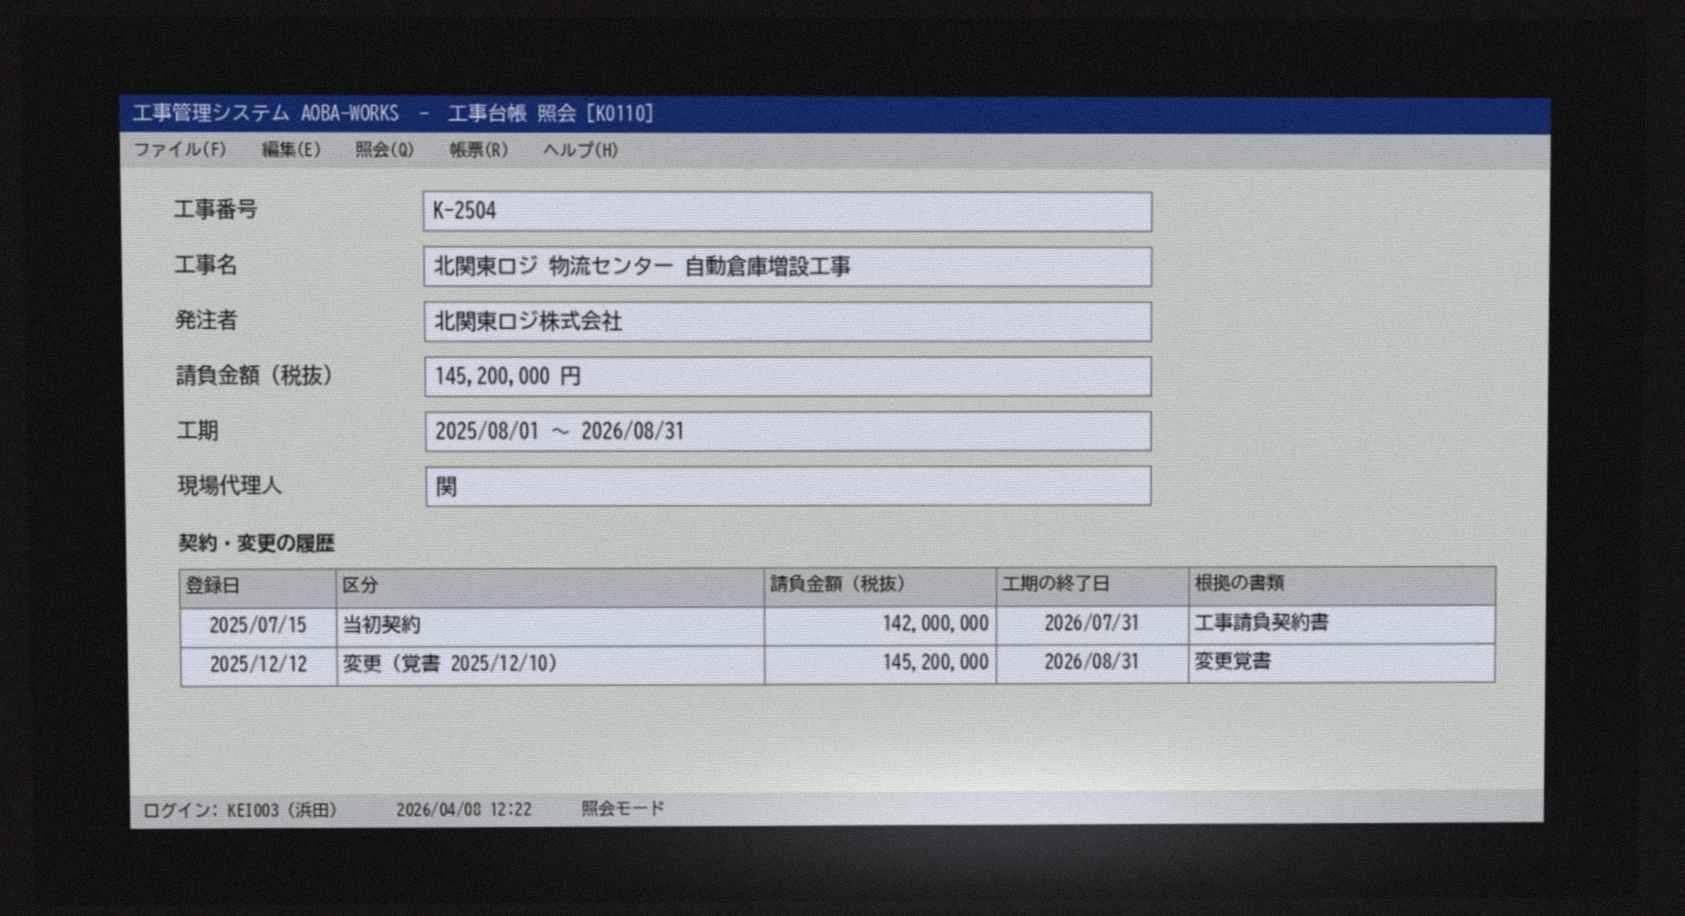 工事管理システム AOBA-WORKS － 工事台帳 照会 [K0110]
ファイル(F) 編集(E) 照会(Q) 帳票(R) ヘルプ(H)
工事番号 K-2504
工事名 北関東ロジ 物流センター 自動倉庫増設工事
発注者 北関東ロジ株式会社
請負金額（税抜） 145,200,000 円
工期 2025/08/01 ～ 2026/08/31
現場代理人 関
契約・変更の履歴
登録日 区分 請負金額（税抜） 工期の終了日 根拠の書類
2025/07/15 当初契約 142,000,000 2026/07/31 工事請負契約書
2025/12/12 変更（覚書 2025/12/10） 145,200,000 2026/08/31 変更覚書
ログイン: KEI003（浜田） 2026/04/08 12:22 照会モード